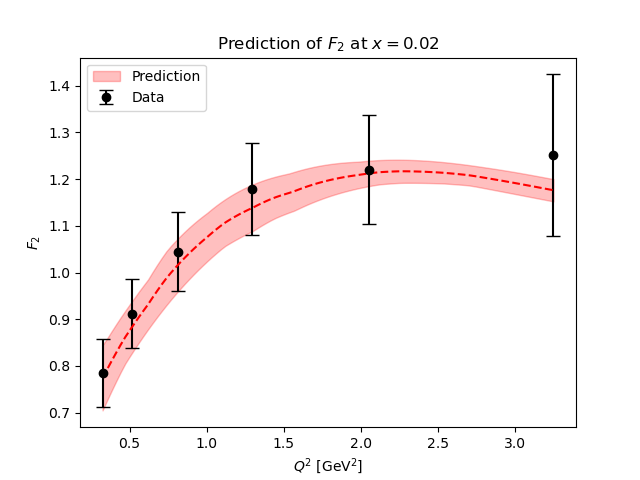 Prediction of F₂ at x = 0.02
Prediction
Data
F₂
1.4
1.3
1.2
1.1
1.0
0.9
0.8
0.7
0.5
1.0
1.5
2.0
2.5
3.0
Q² [GeV²]